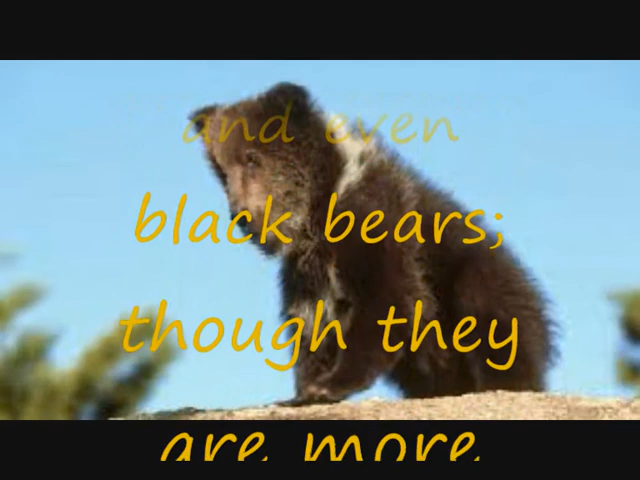 and even
black bears;
though they
are more